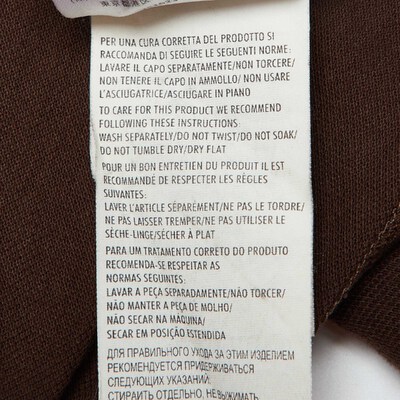 PER UNA CURA CORRETTA DEL PRODOTTO SI
RACCOMANDA DI SEGUIRE LE SEGUENTI NORME:
LAVARE IL CAPO SEPARATAMENTE/NON TORCERE/
NON TENERE IL CAPO IN AMMOLLO/ NON USARE
L'ASCIUGATRICE/ASCIUGARE IN PIANO
TO CARE FOR THIS PRODUCT WE RECOMMEND
FOLLOWING THESE INSTRUCTIONS:
WASH SEPARATELY/DO NOT TWIST/DO NOT SOAK/
DO NOT TUMBLE DRY/DRY FLAT
POUR UN BON ENTRETIEN DU PRODUIT IL EST
RECOMMANDÉ DE RESPECTER LES RÈGLES
SUIVANTES:
LAVER L'ARTICLE SÉPARÉMENT/NE PAS LE TORDRE/
NE PAS LAISSER TREMPER/NE PAS UTILISER LE
SÈCHE-LINGE/SÉCHER À PLAT
PARA UM TRATAMENTO CORRETO DO PRODUTO
RECOMENDA-SE RESPEITAR AS
NORMAS SEGUINTES:
LAVAR A PEÇA SEPARADAMENTE/NÃO TORCER/
NÃO MANTER A PEÇA DE MOLHO/
NÃO SECAR NA MÁQUINA/
SECAR EM POSIÇÃO ESTENDIDA
ДЛЯ ПРАВИЛЬНОГО УХОДА ЗА ЭТИМ ИЗДЕЛИЕМ
РЕКОМЕНДУЕТСЯ ПРИДЕРЖИВАТЬСЯ
СЛЕДУЮЩИХ УКАЗАНИЙ:
СТИРАТЬ ОТДЕЛЬНО, НЕ ВЫЖИМАТЬ,